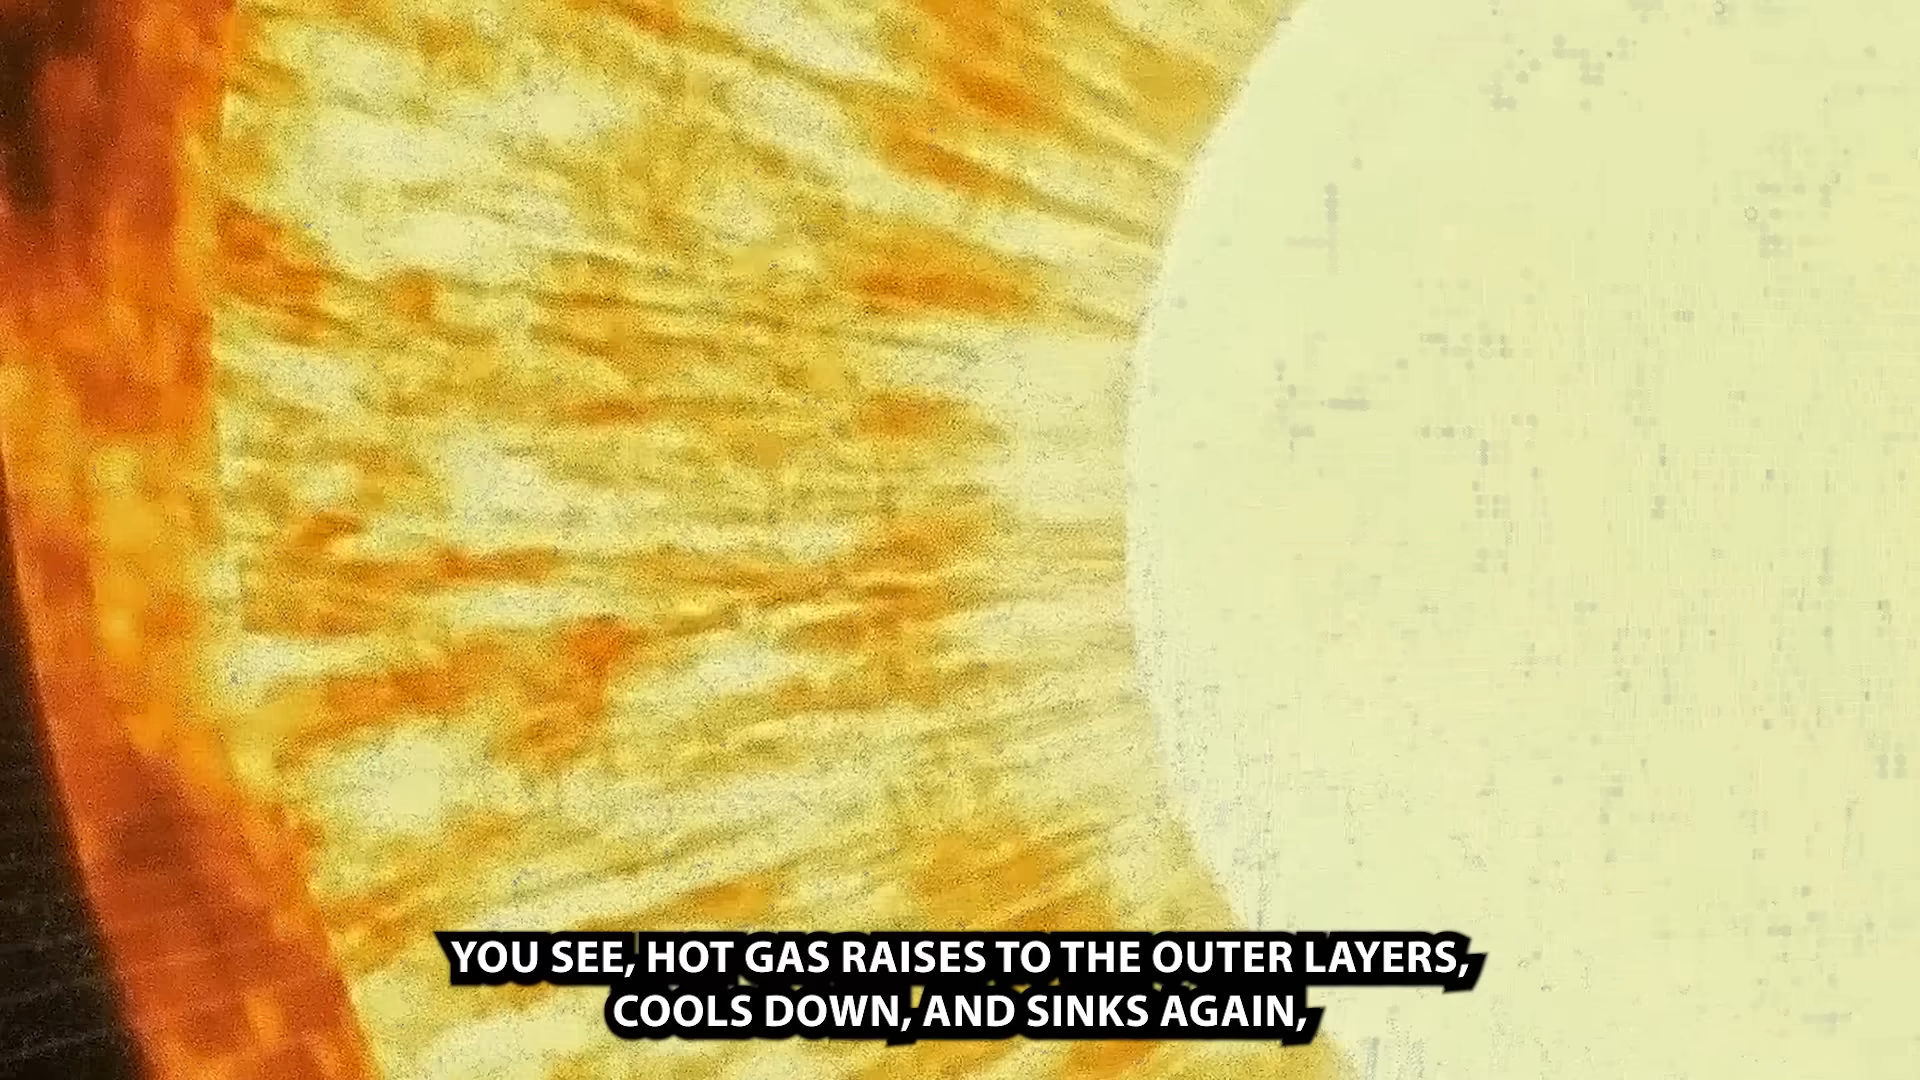 YOU SEE, HOT GAS RAISES TO THE OUTER LAYERS,
COOLS DOWN, AND SINKS AGAIN,